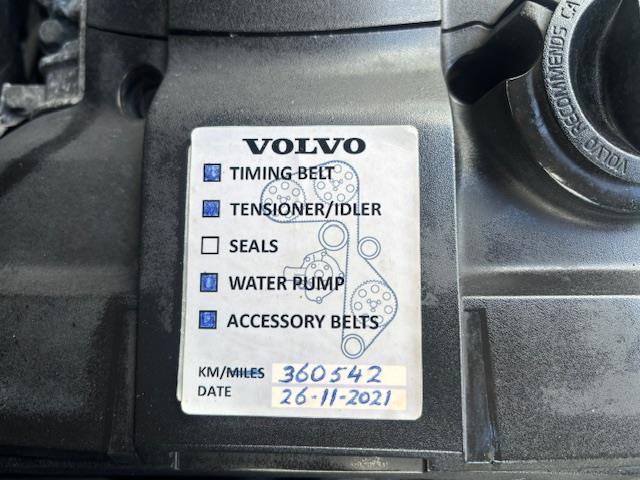 VOLVO
TIMING BELT
TENSIONER/IDLER
SEALS
WATER PUMP
ACCESSORY BELTS
KM/MILES 360542
DATE 26-11-2021
VOLVO RECOMMENDS CA